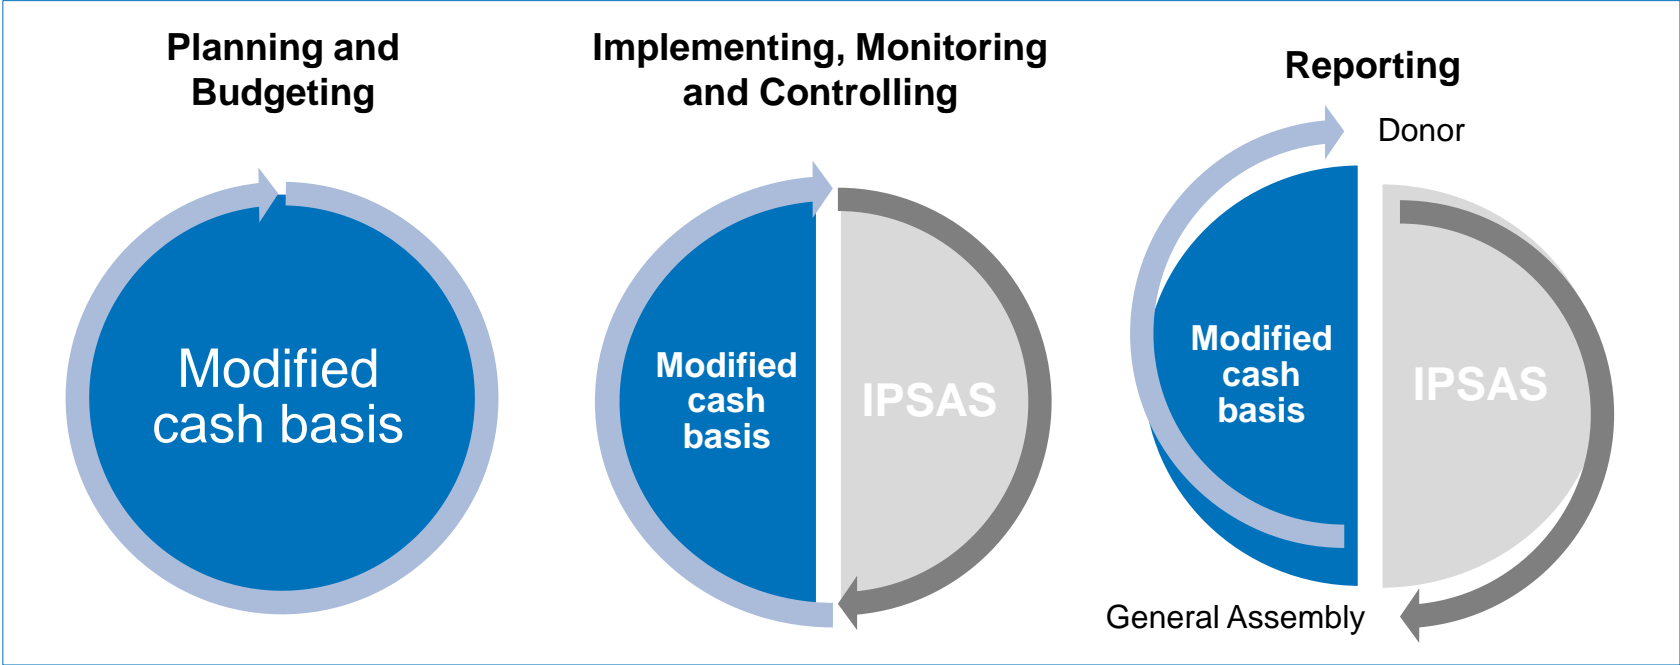 Planning and
Budgeting
Modified
cash basis
Implementing, Monitoring
and Controlling
Modified
cash
basis
IPSAS
Reporting
Donor
Modified
cash
basis
IPSAS
General Assembly